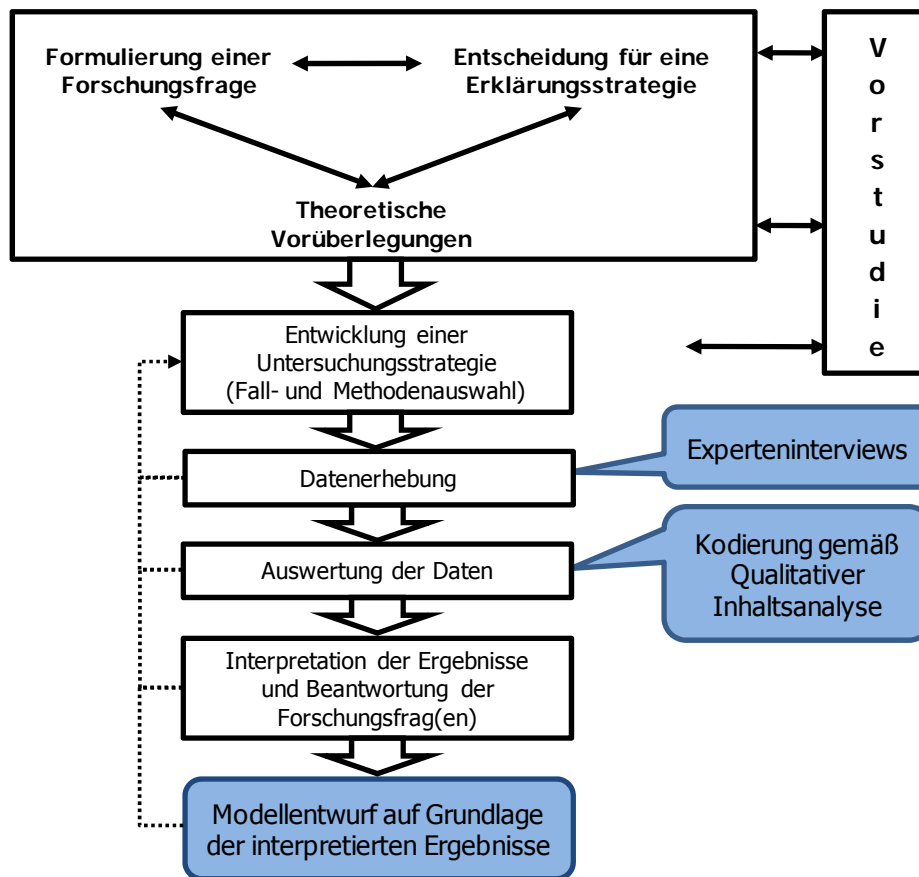 Formulierung einer
Forschungsfrage
Entscheidung für eine
Erklärungsstrategie
Theoretische
Vorüberlegungen
V
o
r
s
t
u
d
i
e
Entwicklung einer
Untersuchungsstrategie
(Fall- und Methodenauswahl)
Datenerhebung
Experteninterviews
Auswertung der Daten
Kodierung gemäß
Qualitativer
Inhaltsanalyse
Interpretation der Ergebnisse
und Beantwortung der
Forschungsfrag(en)
Modellentwurf auf Grundlage
der interpretierten Ergebnisse